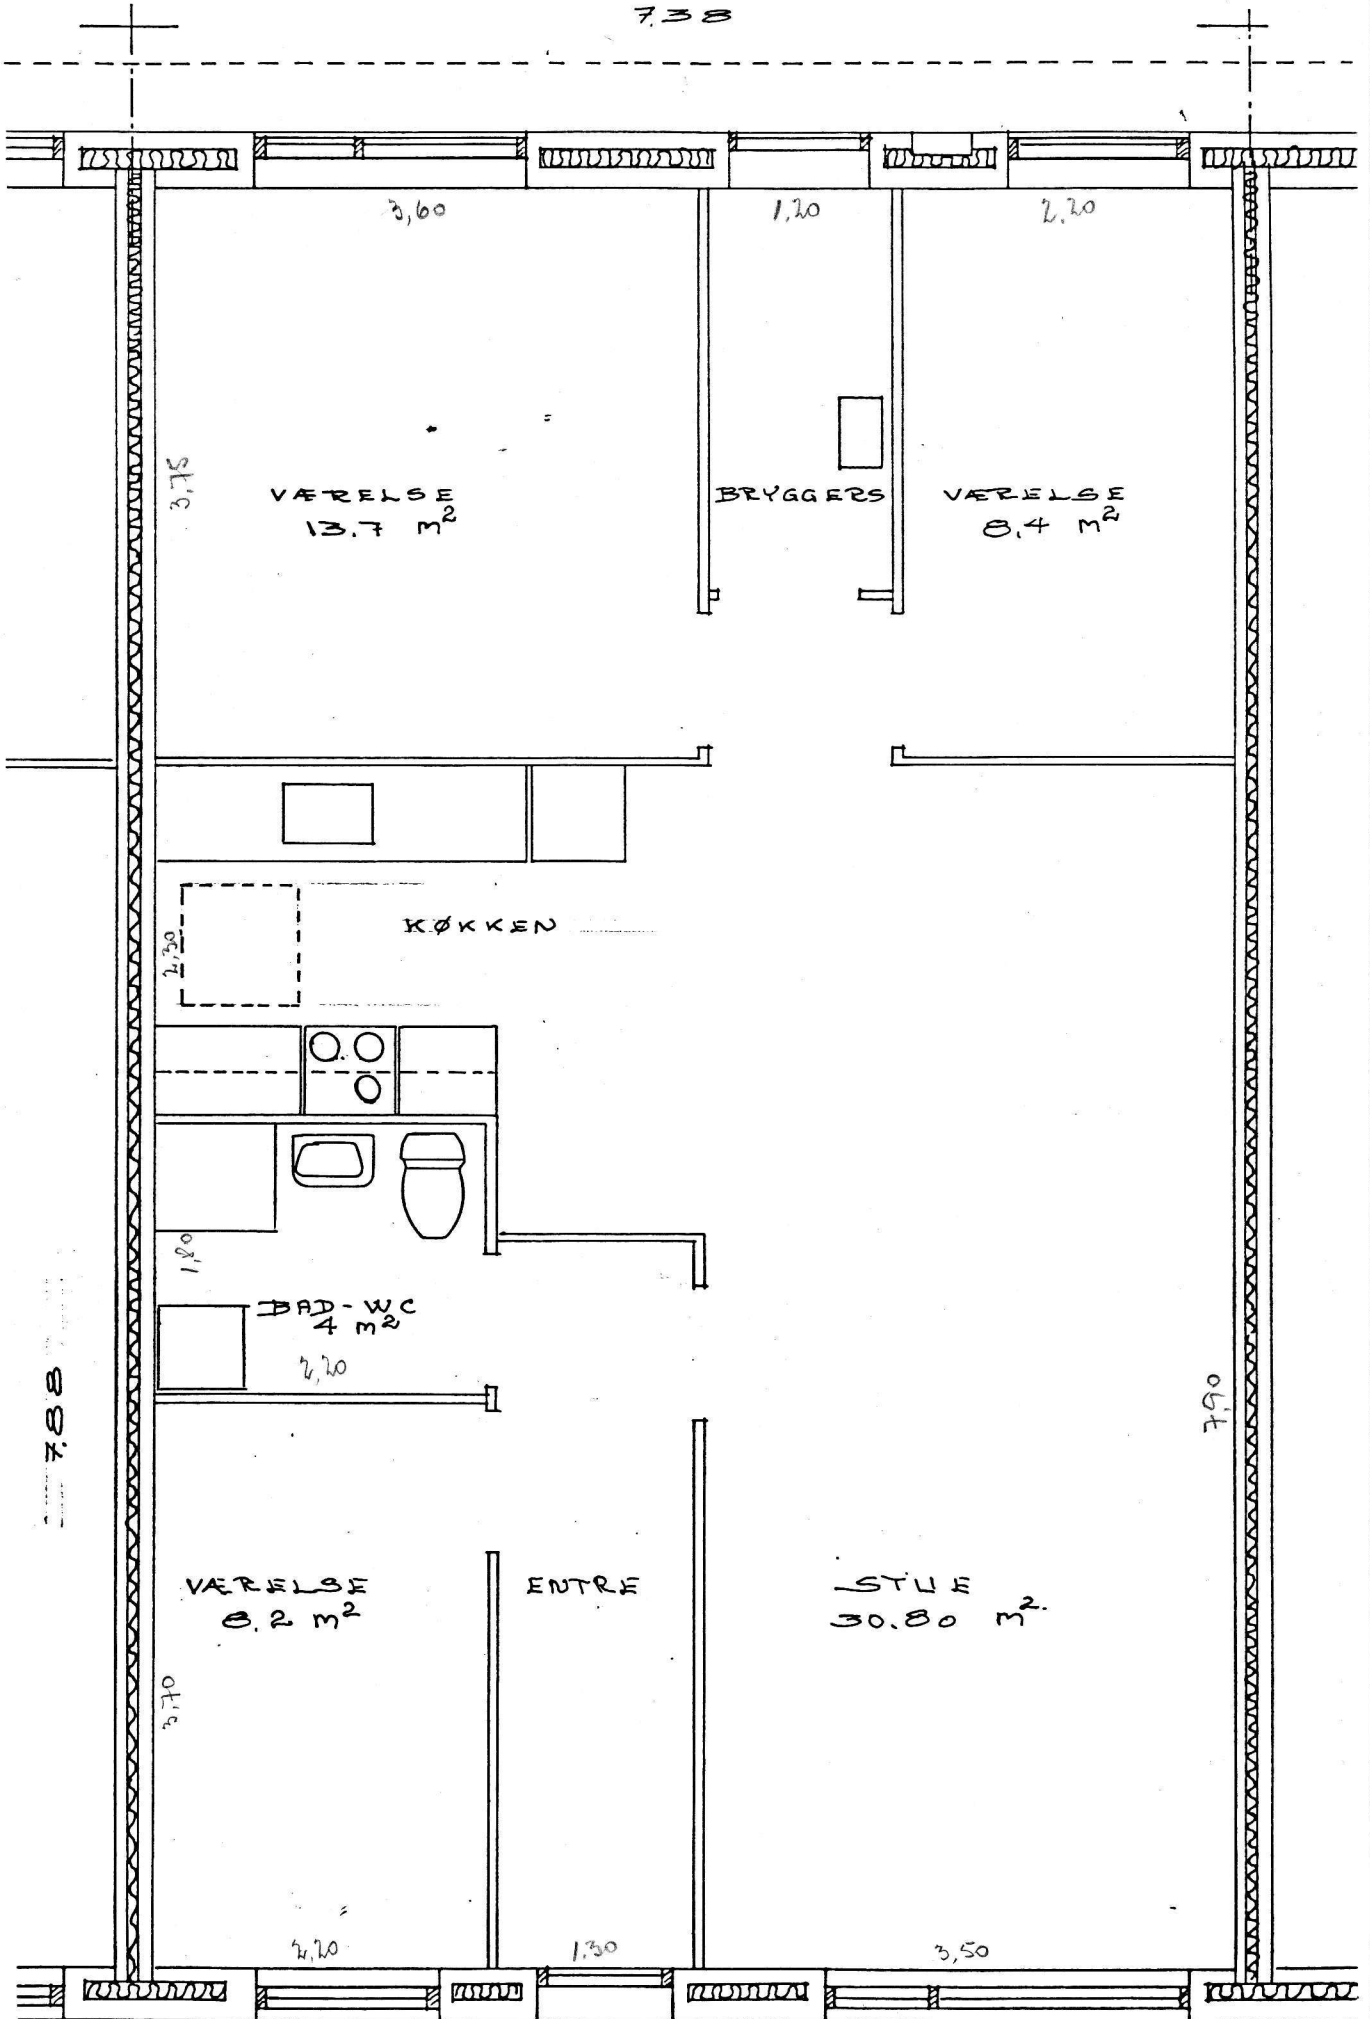 7.38
3,60
1,20
2,20
3,75
VÆRELSE
13.7 m²
BRYGGERS
VÆRELSE
8.4 m²
KØKKEN
2,30
1,80
BAD-WC
4 m²
2,20
7.88
7,90
VÆRELSE
8.2 m²
ENTRE
STUE
30.80 m².
3,70
2,20
1.30
3,50